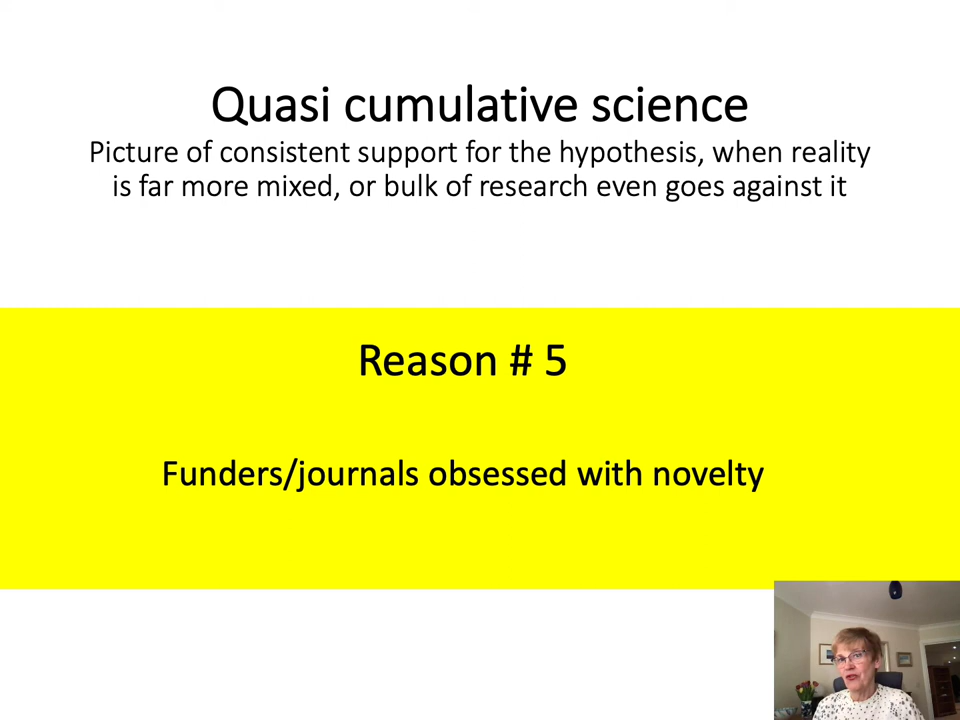 Quasi cumulative science
Picture of consistent support for the hypothesis, when reality
is far more mixed, or bulk of research even goes against it
Reason # 5
Funders/journals obsessed with novelty